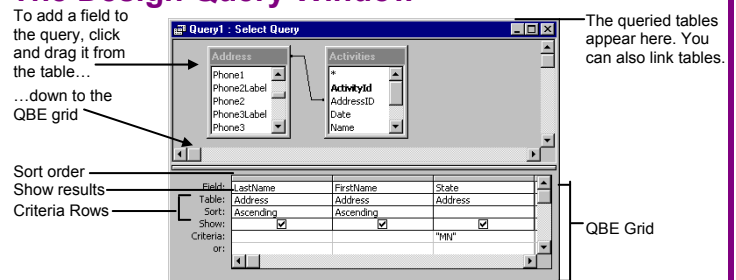 The Design Query Window
To add a field to
the query, click
and drag it from
the table…
…down to the
QBE grid
Sort order
Show results
Criteria Rows
Query1 : Select Query
Address
Phone1
Phone2Label
Phone2
Phone3Label
Phone3
Activities
*
ActivityId
AddressID
Date
Name
The queried tables
appear here. You
can also link tables.
Field: LastName FirstName State
Table: Address Address Address
Sort: Ascending Ascending
Show:
Criteria: "MN"
or:
QBE Grid